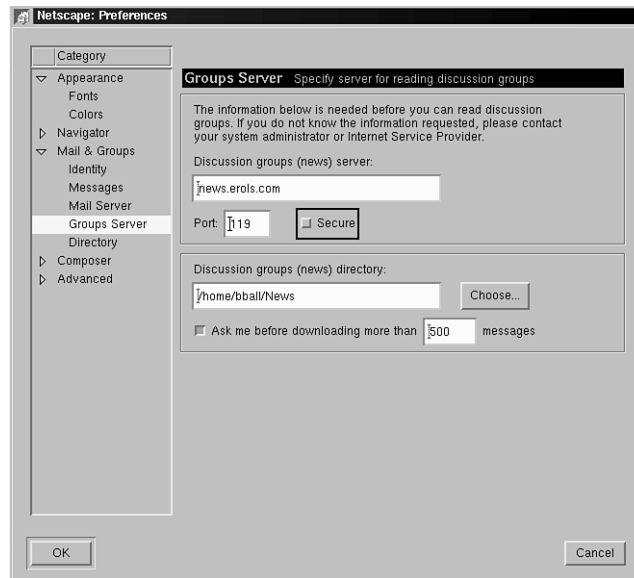 Netscape: Preferences
Category
Appearance
Fonts
Colors
Navigator
Mail & Groups
Identity
Messages
Mail Server
Groups Server
Directory
Composer
Advanced
Groups Server Specify server for reading discussion groups
The information below is needed before you can read discussion
groups. If you do not know the information requested, please contact
your system administrator or Internet Service Provider.
Discussion groups (news) server:
news.erols.com
Port: 119 Secure
Discussion groups (news) directory:
/home/bball/News Choose...
Ask me before downloading more than 500 messages
OK Cancel